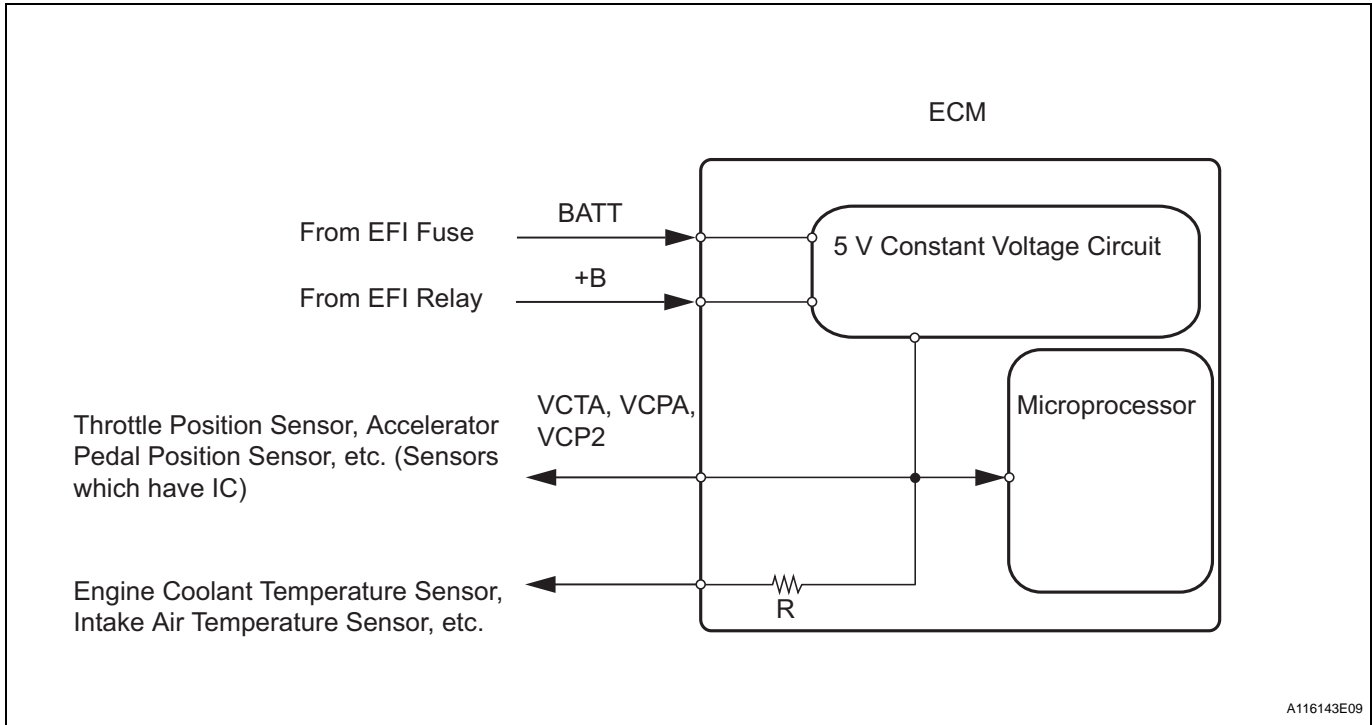 ECM
BATT
From EFI Fuse
5 V Constant Voltage Circuit
+B
From EFI Relay
VCTA, VCPA,
VCP2
Microprocessor
Throttle Position Sensor, Accelerator
Pedal Position Sensor, etc. (Sensors
which have IC)
Engine Coolant Temperature Sensor,
Intake Air Temperature Sensor, etc.
R
A116143E09